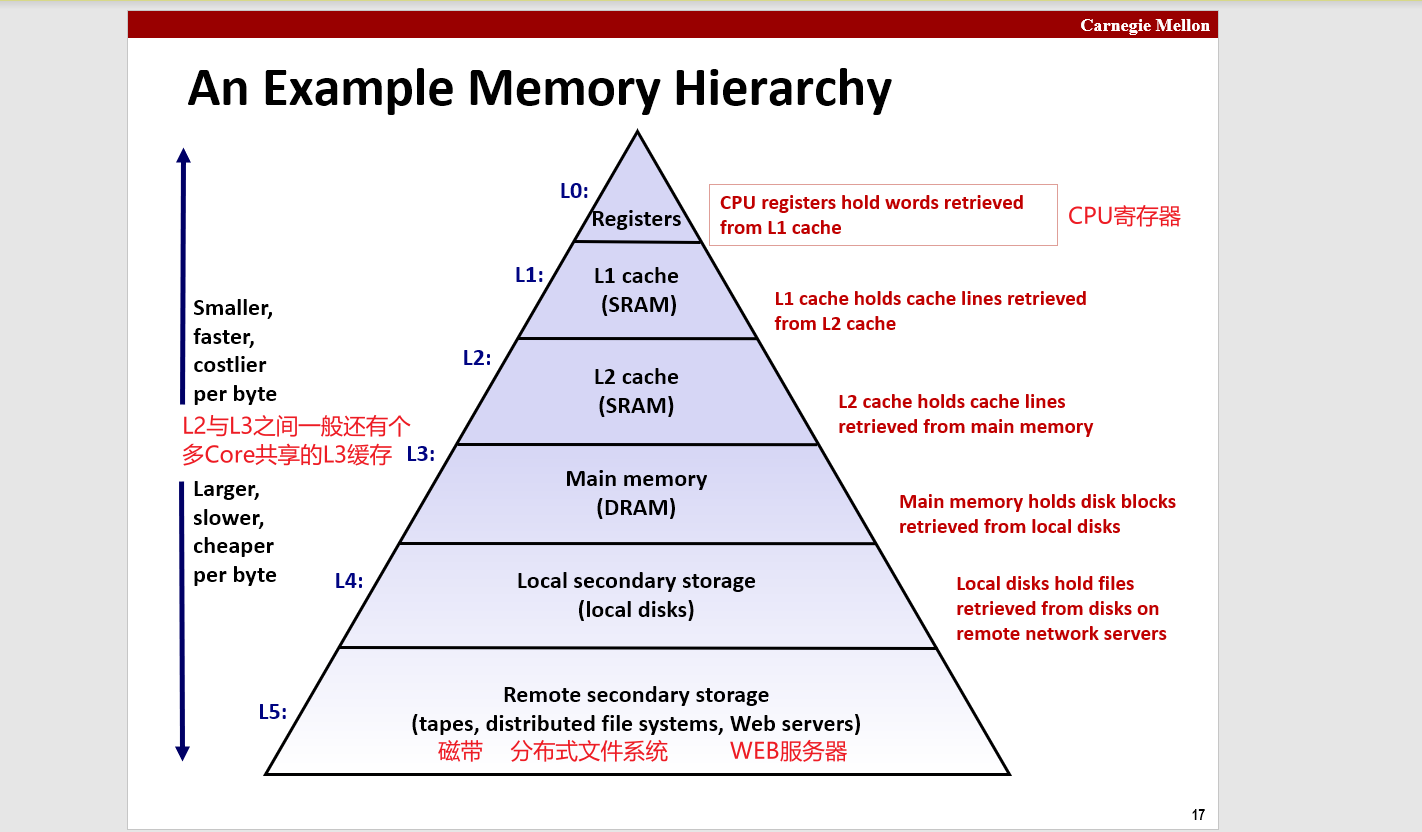 Carnegie Mellon
An Example Memory Hierarchy
L0:
Registers
CPU registers hold words retrieved
from L1 cache
CPU寄存器
L1:
L1 cache
(SRAM)
L1 cache holds cache lines retrieved
from L2 cache
Smaller,
faster,
costlier
per byte
L2:
L2 cache
(SRAM)
L2 cache holds cache lines
retrieved from main memory
L2与L3之间一般还有个
多Core共享的L3缓存
L3:
Main memory
(DRAM)
Main memory holds disk blocks
retrieved from local disks
Larger,
slower,
cheaper
per byte
L4:
Local secondary storage
(local disks)
Local disks hold files
retrieved from disks on
remote network servers
L5:
Remote secondary storage
(tapes, distributed file systems, Web servers)
磁带 分布式文件系统 WEB服务器
17